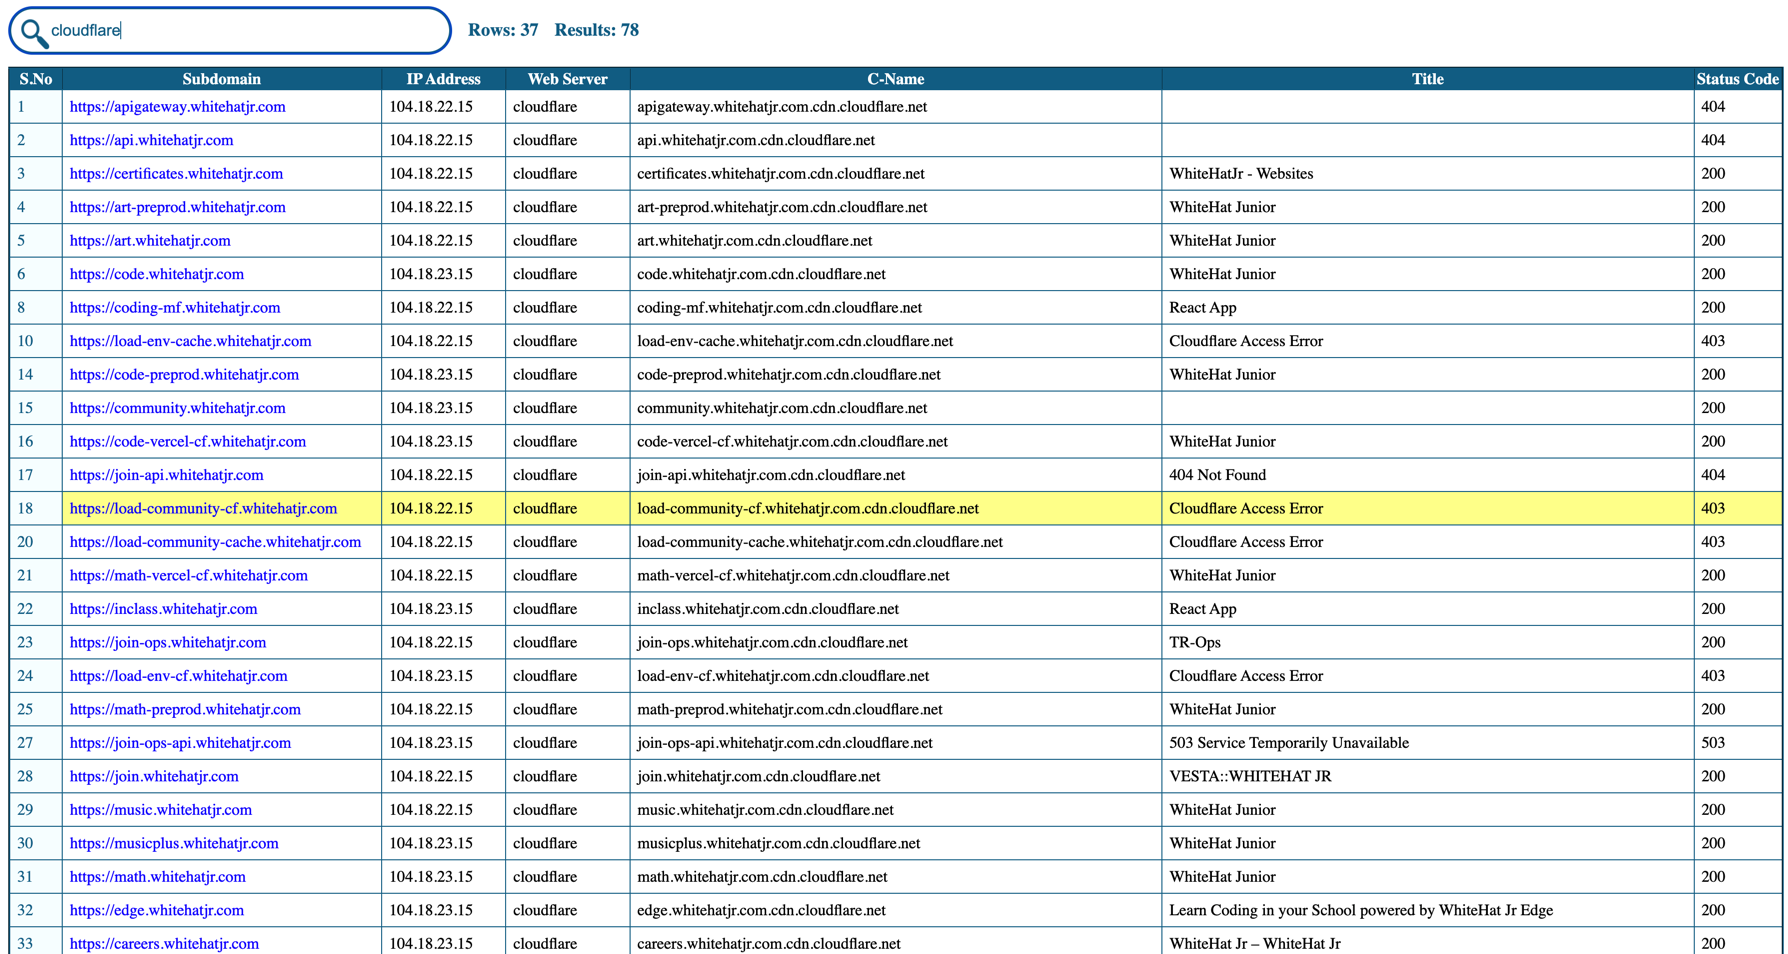 cloudflare Rows: 37 Results: 78
S.No Subdomain IP Address Web Server C-Name Title Status Code
1 https://apigateway.whitehatjr.com 104.18.22.15 cloudflare apigateway.whitehatjr.com.cdn.cloudflare.net 404
2 https://api.whitehatjr.com 104.18.22.15 cloudflare api.whitehatjr.com.cdn.cloudflare.net 404
3 https://certificates.whitehatjr.com 104.18.22.15 cloudflare certificates.whitehatjr.com.cdn.cloudflare.net WhiteHatJr - Websites 200
4 https://art-preprod.whitehatjr.com 104.18.22.15 cloudflare art-preprod.whitehatjr.com.cdn.cloudflare.net WhiteHat Junior 200
5 https://art.whitehatjr.com 104.18.22.15 cloudflare art.whitehatjr.com.cdn.cloudflare.net WhiteHat Junior 200
6 https://code.whitehatjr.com 104.18.23.15 cloudflare code.whitehatjr.com.cdn.cloudflare.net WhiteHat Junior 200
8 https://coding-mf.whitehatjr.com 104.18.22.15 cloudflare coding-mf.whitehatjr.com.cdn.cloudflare.net React App 200
10 https://load-env-cache.whitehatjr.com 104.18.22.15 cloudflare load-env-cache.whitehatjr.com.cdn.cloudflare.net Cloudflare Access Error 403
14 https://code-preprod.whitehatjr.com 104.18.23.15 cloudflare code-preprod.whitehatjr.com.cdn.cloudflare.net WhiteHat Junior 200
15 https://community.whitehatjr.com 104.18.23.15 cloudflare community.whitehatjr.com.cdn.cloudflare.net 200
16 https://code-vercel-cf.whitehatjr.com 104.18.23.15 cloudflare code-vercel-cf.whitehatjr.com.cdn.cloudflare.net WhiteHat Junior 200
17 https://join-api.whitehatjr.com 104.18.22.15 cloudflare join-api.whitehatjr.com.cdn.cloudflare.net 404 Not Found 404
18 https://load-community-cf.whitehatjr.com 104.18.22.15 cloudflare load-community-cf.whitehatjr.com.cdn.cloudflare.net Cloudflare Access Error 403
20 https://load-community-cache.whitehatjr.com 104.18.22.15 cloudflare load-community-cache.whitehatjr.com.cdn.cloudflare.net Cloudflare Access Error 403
21 https://math-vercel-cf.whitehatjr.com 104.18.22.15 cloudflare math-vercel-cf.whitehatjr.com.cdn.cloudflare.net WhiteHat Junior 200
22 https://inclass.whitehatjr.com 104.18.23.15 cloudflare inclass.whitehatjr.com.cdn.cloudflare.net React App 200
23 https://join-ops.whitehatjr.com 104.18.22.15 cloudflare join-ops.whitehatjr.com.cdn.cloudflare.net TR-Ops 200
24 https://load-env-cf.whitehatjr.com 104.18.23.15 cloudflare load-env-cf.whitehatjr.com.cdn.cloudflare.net Cloudflare Access Error 403
25 https://math-preprod.whitehatjr.com 104.18.22.15 cloudflare math-preprod.whitehatjr.com.cdn.cloudflare.net WhiteHat Junior 200
27 https://join-ops-api.whitehatjr.com 104.18.23.15 cloudflare join-ops-api.whitehatjr.com.cdn.cloudflare.net 503 Service Temporarily Unavailable 503
28 https://join.whitehatjr.com 104.18.22.15 cloudflare join.whitehatjr.com.cdn.cloudflare.net VESTA::WHITEHAT JR 200
29 https://music.whitehatjr.com 104.18.22.15 cloudflare music.whitehatjr.com.cdn.cloudflare.net WhiteHat Junior 200
30 https://musicplus.whitehatjr.com 104.18.23.15 cloudflare musicplus.whitehatjr.com.cdn.cloudflare.net WhiteHat Junior 200
31 https://math.whitehatjr.com 104.18.23.15 cloudflare math.whitehatjr.com.cdn.cloudflare.net WhiteHat Junior 200
32 https://edge.whitehatjr.com 104.18.23.15 cloudflare edge.whitehatjr.com.cdn.cloudflare.net Learn Coding in your School powered by WhiteHat Jr Edge 200
33 https://careers.whitehatjr.com 104.18.23.15 cloudflare careers.whitehatjr.com.cdn.cloudflare.net WhiteHat Jr – WhiteHat Jr 200